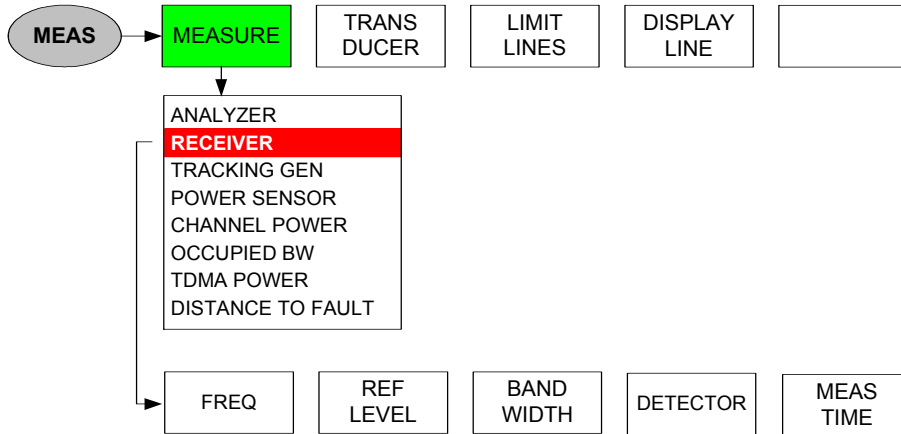 MEAS
MEASURE
TRANS
DUCER
LIMIT
LINES
DISPLAY
LINE
ANALYZER
RECEIVER
TRACKING GEN
POWER SENSOR
CHANNEL POWER
OCCUPIED BW
TDMA POWER
DISTANCE TO FAULT
FREQ
REF
LEVEL
BAND
WIDTH
DETECTOR
MEAS
TIME